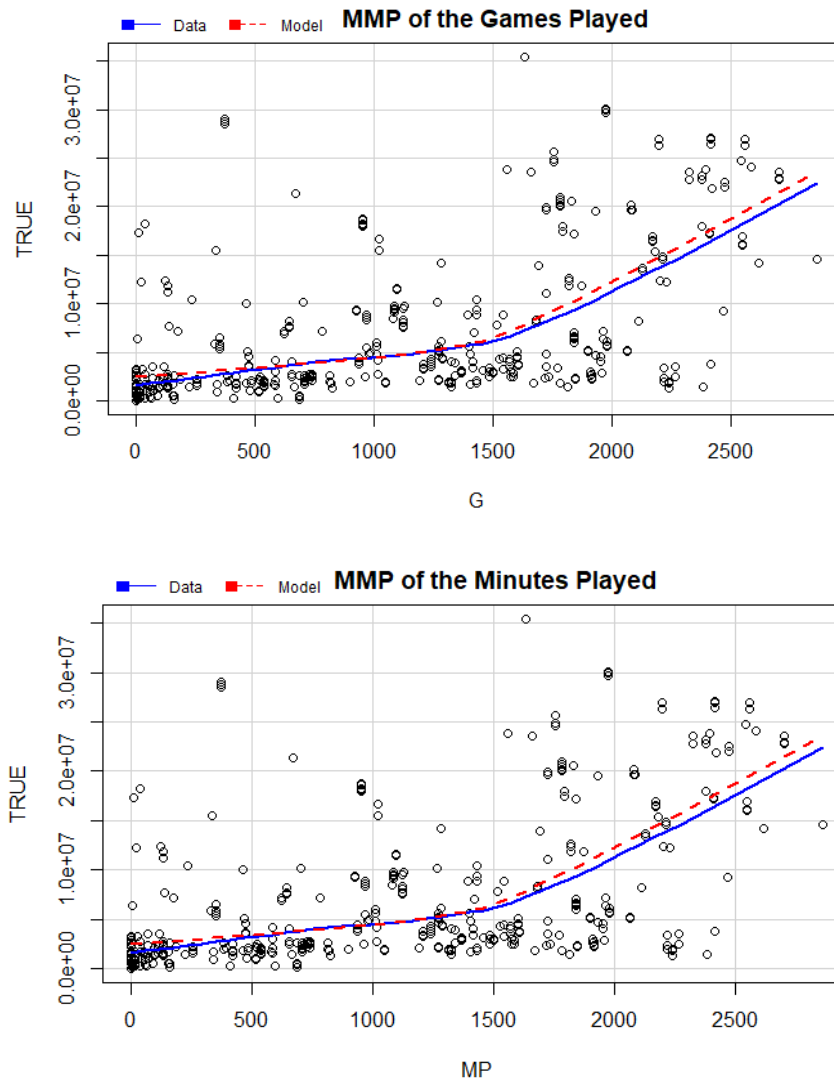 Data Model MMP of the Games Played
TRUE
3.0e+07
2.0e+07
1.0e+07
0.0e+00
0 500 1000 1500 2000 2500
G
Data Model MMP of the Minutes Played
TRUE
3.0e+07
2.0e+07
1.0e+07
0.0e+00
0 500 1000 1500 2000 2500
MP